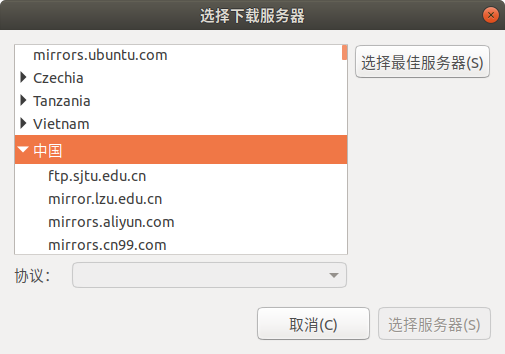 选择下载服务器
mirrors.ubuntu.com
选择最佳服务器(S)
Czechia
Tanzania
Vietnam
中国
ftp.sjtu.edu.cn
mirror.lzu.edu.cn
mirrors.aliyun.com
mirrors.cn99.com
协议：
取消(C)
选择服务器(S)